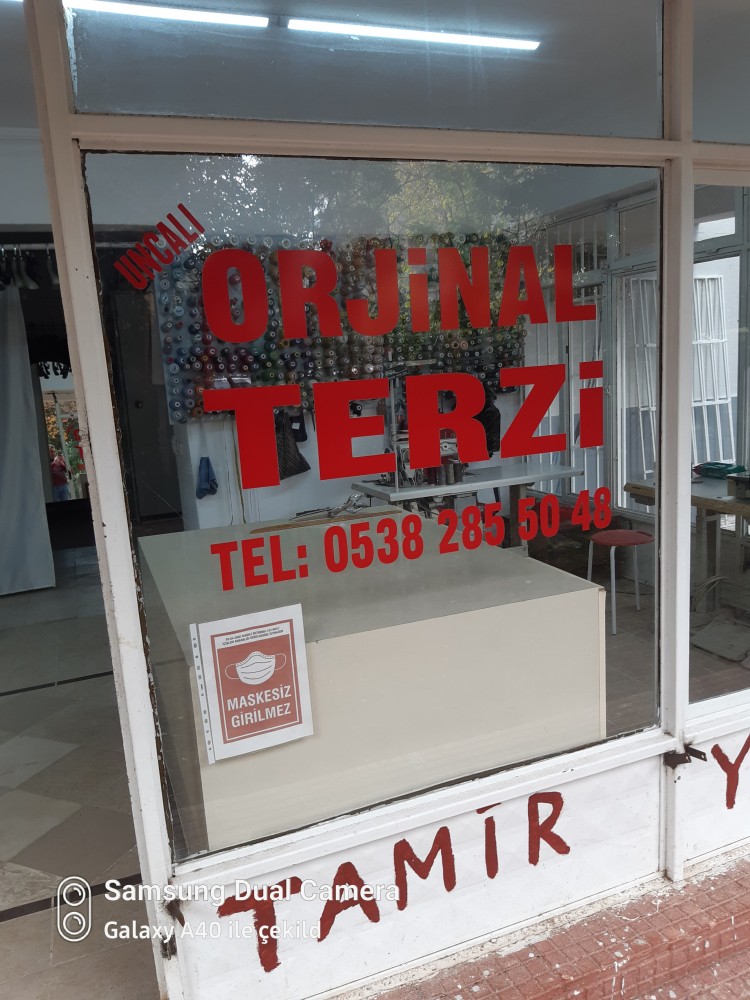 UNCALI
ORJiNAL
TERZi
TEL: 0538 285 50 48
MASKESİZ
GİRİLMEZ
TAMİR Y
Samsung Dual Camera
Galaxy A40 ile çekildi